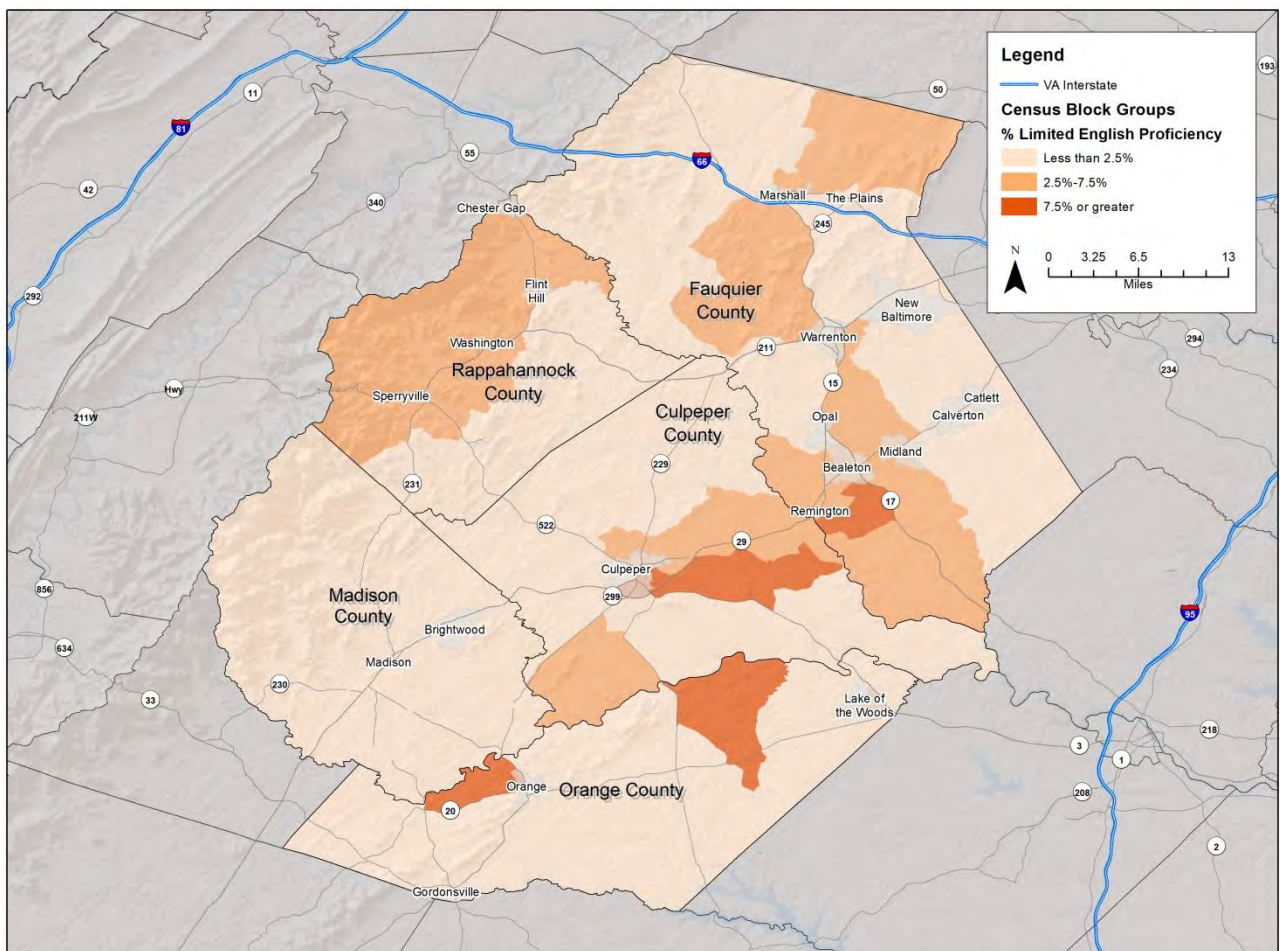 Legend
VA Interstate
Census Block Groups
% Limited English Proficiency
Less than 2.5%
2.5%-7.5%
7.5% or greater
N
0 3.25 6.5 13
Miles
193
50
11
81
66
55
42
340
Chester Gap
Marshall
The Plains
245
292
Flint
Hill
Fauquier
County
New
Baltimore
Washington
211
Warrenton
294
234
Rappahannock
County
Hwy
Sperryville
15
211W
Culpeper
County
Opal
Catlett
Calverton
229
Midland
Bealeton
231
17
522
Remington
29
Culpeper
299
856
Madison
County
95
Brightwood
634
Madison
230
33
Lake of
the Woods
218
3
1
Orange
Orange County
20
208
2
Gordonsville